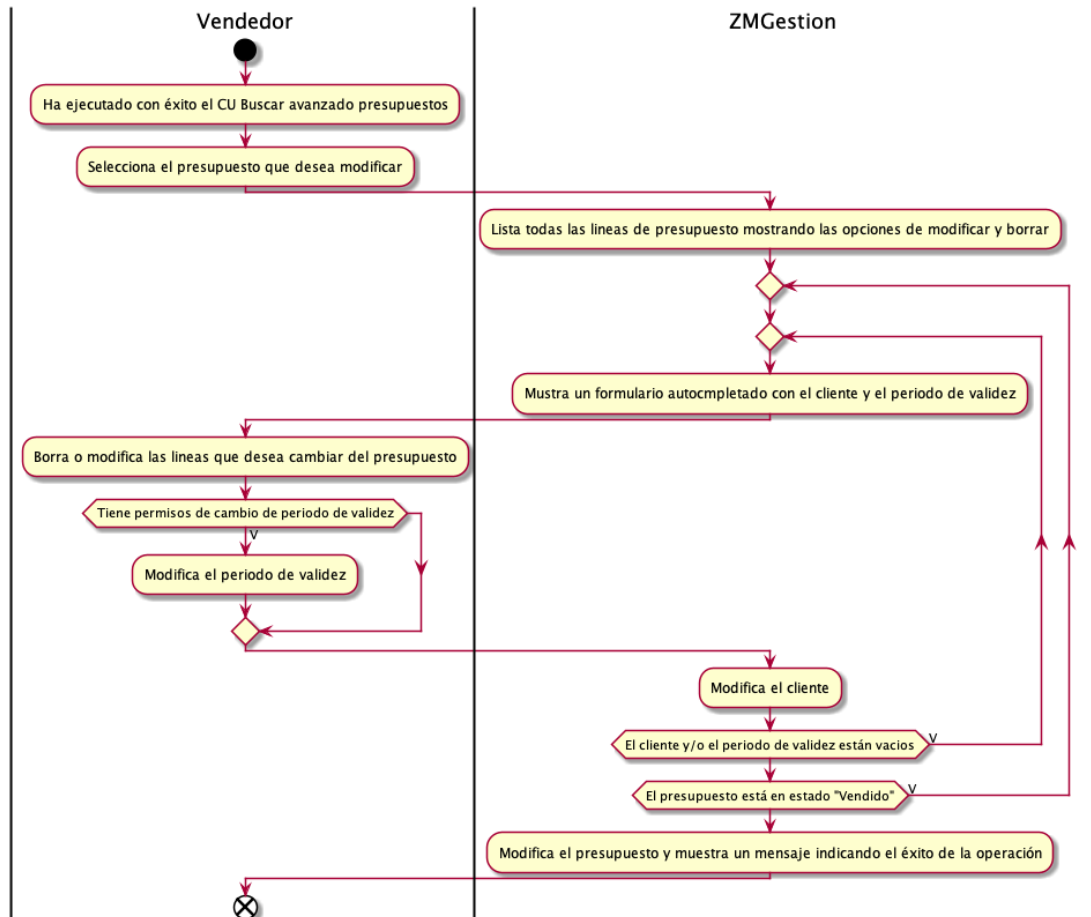 Vendedor
ZMGestion
Ha ejecutado con éxito el CU Buscar avanzado presupuestos
Selecciona el presupuesto que desea modificar
Lista todas las lineas de presupuesto mostrando las opciones de modificar y borrar
Mustra un formulario autocmpletado con el cliente y el periodo de validez
Borra o modifica las lineas que desea cambiar del presupuesto
Tiene permisos de cambio de periodo de validez
V
Modifica el periodo de validez
Modifica el cliente
El cliente y/o el periodo de validez están vacios
V
El presupuesto está en estado "Vendido"
V
Modifica el presupuesto y muestra un mensaje indicando el éxito de la operación